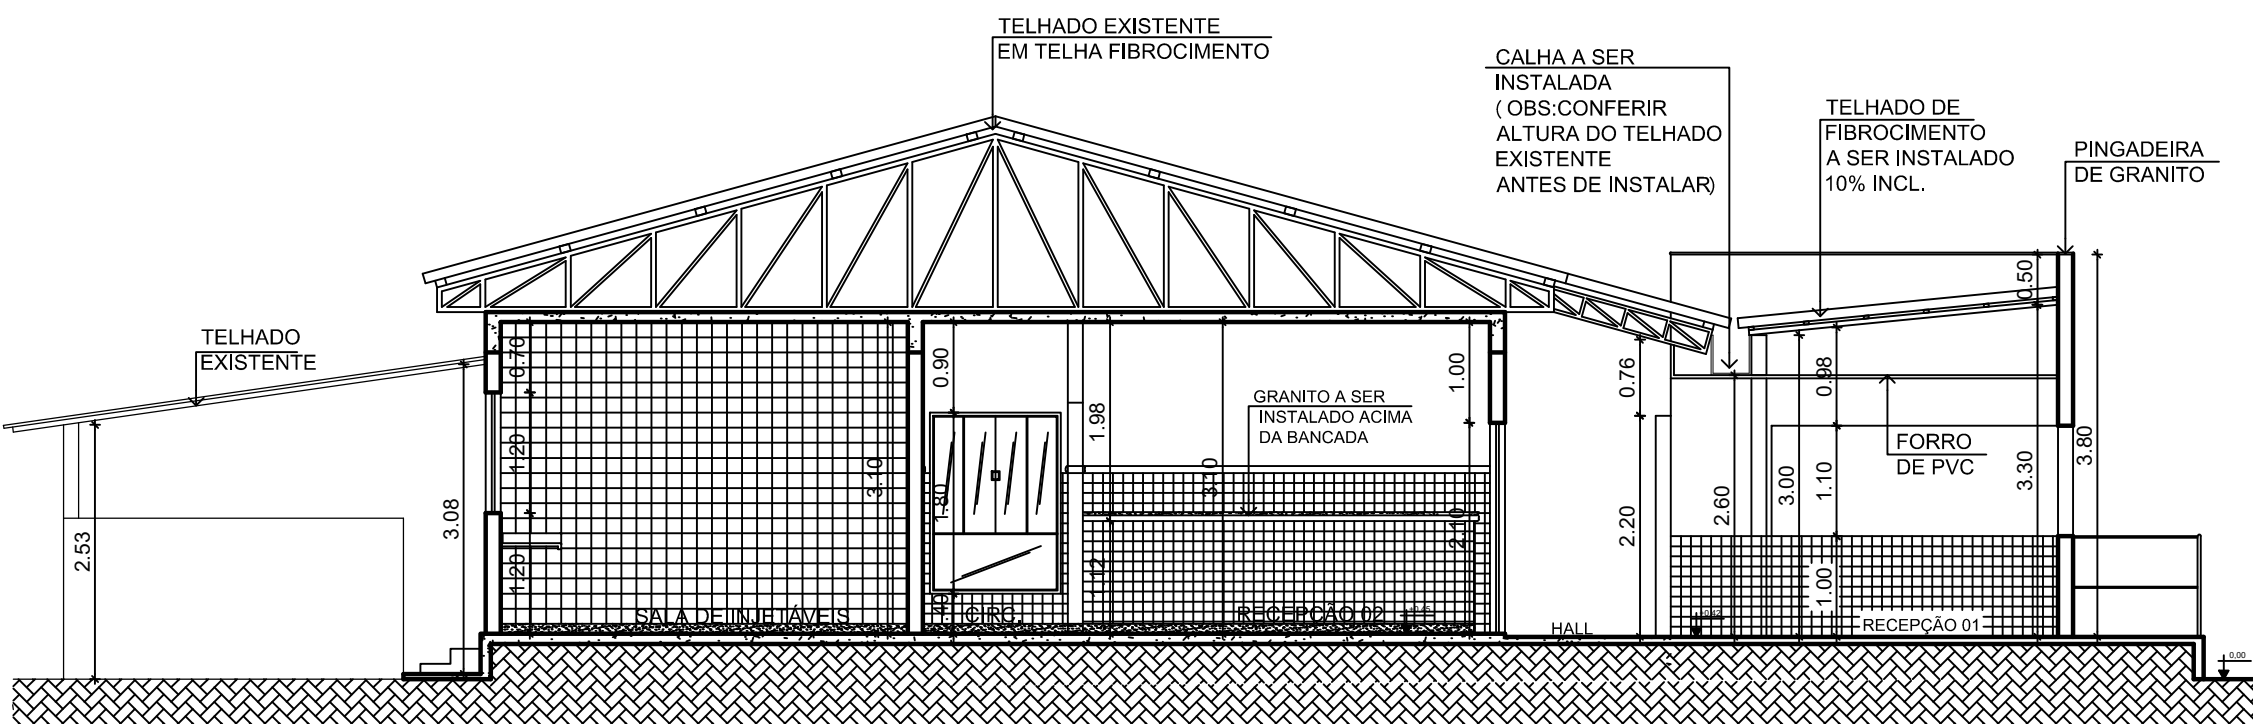 TELHADO EXISTENTE
EM TELHA FIBROCIMENTO
CALHA A SER
INSTALADA
( OBS:CONFERIR
ALTURA DO TELHADO
EXISTENTE
ANTES DE INSTALAR)
TELHADO DE
FIBROCIMENTO
A SER INSTALADO
10% INCL.
PINGADEIRA
DE GRANITO
TELHADO
EXISTENTE
GRANITO A SER
INSTALADO ACIMA
DA BANCADA
FORRO
DE PVC
2.53
3.08
0.70
1.20
1.20
3.10
0.90
1.80
.40
1.98
1.12
3.10
1.00
2.10
0.76
2.20
2.60
3.00
0.98
1.10
1.00
0.50
3.30
3.80
SALA DE INJETÁVEIS
CIRC.
RECEPÇÃO 02
+0,45
HALL
+0,42
RECEPÇÃO 01
0,00